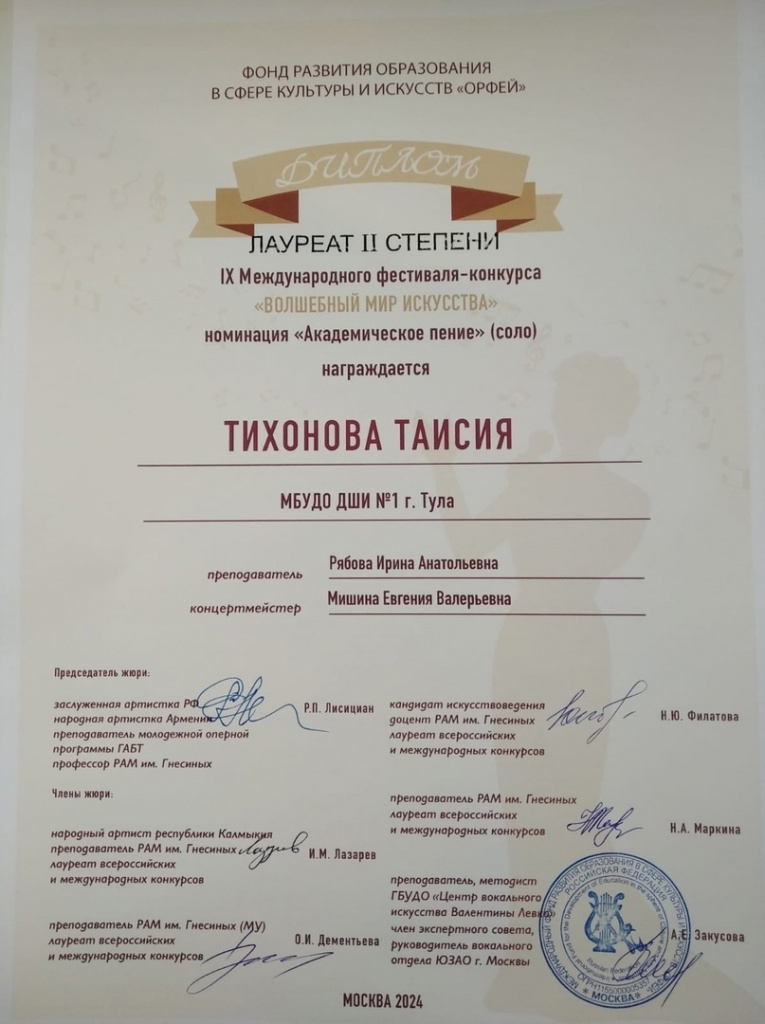 ФОНД РАЗВИТИЯ ОБРАЗОВАНИЯ
В СФЕРЕ КУЛЬТУРЫ И ИСКУССТВ «ОРФЕЙ»
ДИПЛОМ
ЛАУРЕАТ II СТЕПЕНИ
IX Международного фестиваля-конкурса
«ВОЛШЕБНЫЙ МИР ИСКУССТВА»
номинация «Академическое пение» (соло)
награждается
ТИХОНОВА ТАИСИЯ
МБУДО ДШИ №1 г. Тула
преподаватель Рябова Ирина Анатольевна
концертмейстер Мишина Евгения Валерьевна
Председатель жюри:
заслуженная артистка РФ
народная артистка Армении
преподаватель молодежной оперной
программы ГАБТ
профессор РАМ им. Гнесиных
Р.П. Лисициан
Члены жюри:
народный артист республики Калмыкия
преподаватель РАМ им. Гнесиных
лауреат всероссийских
и международных конкурсов
И.М. Лазарев
преподаватель РАМ им. Гнесиных (МУ)
лауреат всероссийских
и международных конкурсов
О.И. Дементьева
кандидат искусствоведения
доцент РАМ им. Гнесиных
лауреат всероссийских
и международных конкурсов
Н.Ю. Филатова
преподаватель РАМ им. Гнесиных
лауреат всероссийских
и международных конкурсов
Н.А. Маркина
преподаватель, методист
ГБУДО «Центр вокального
искусства Валентины Левко»
член экспертного совета,
руководитель вокального
отдела ЮЗАО г. Москвы
А.Е. Закусова
РОССИЙСКАЯ ФЕДЕРАЦИЯ
МОСКВА
МОСКВА 2024